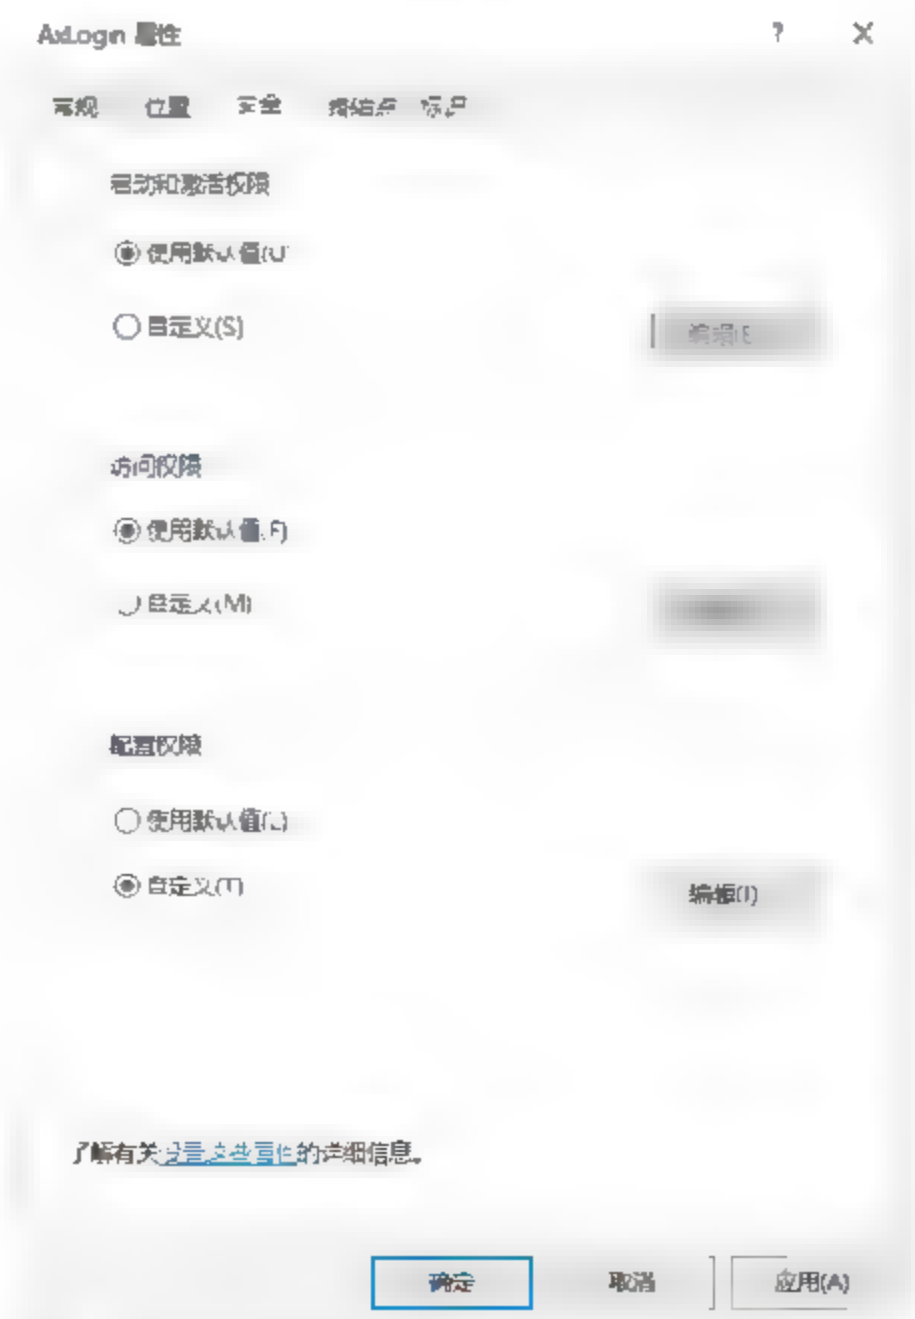 AxLogin 属性
常规 位置 安全 终结点 标识
启动和激活权限
使用默认值(U)
自定义(S)
编辑(E
访问权限
使用默认值(F)
自定义(M)
配置权限
使用默认值(L)
自定义(T)
编辑(I)
了解有关设置这些属性的详细信息。
确定 取消 应用(A)